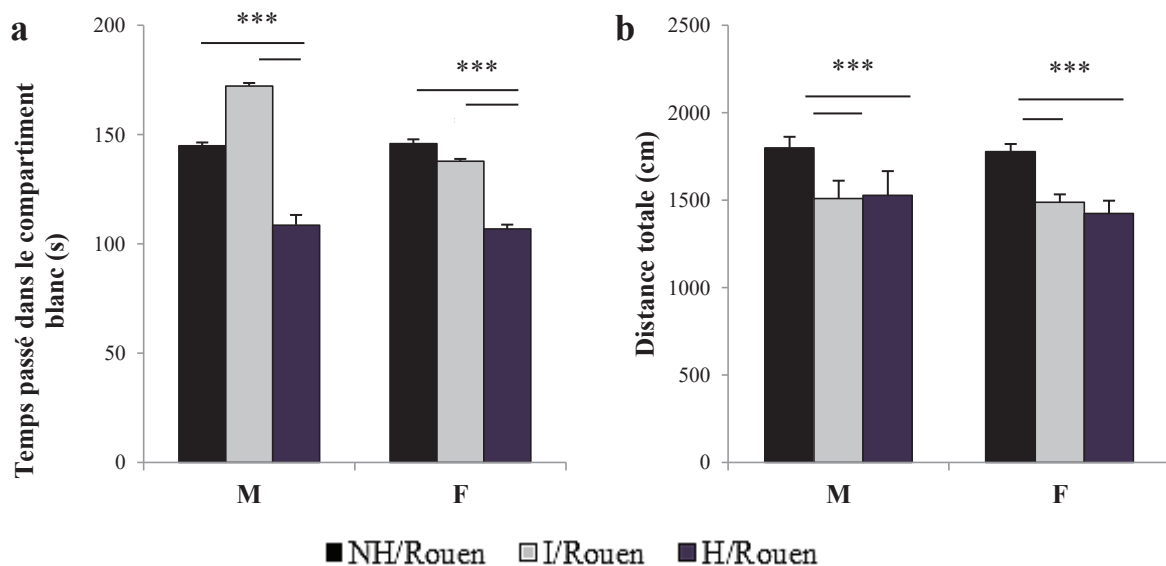 a
Temps passé dans le compartiment
blanc (s)
200
150
100
50
0
***
***
M
F
b
Distance totale (cm)
2500
2000
1500
1000
500
0
***
***
M
F
NH/Rouen I/Rouen H/Rouen